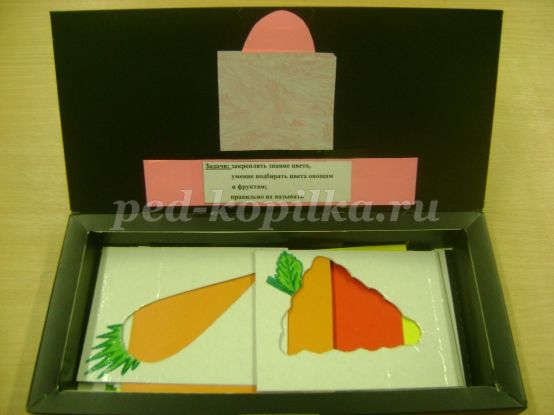 Задачи: закреплять знание цвета,
умение подбирать цвета овощам
и фруктам;
правильно их называть.
ped-kopilka.ru